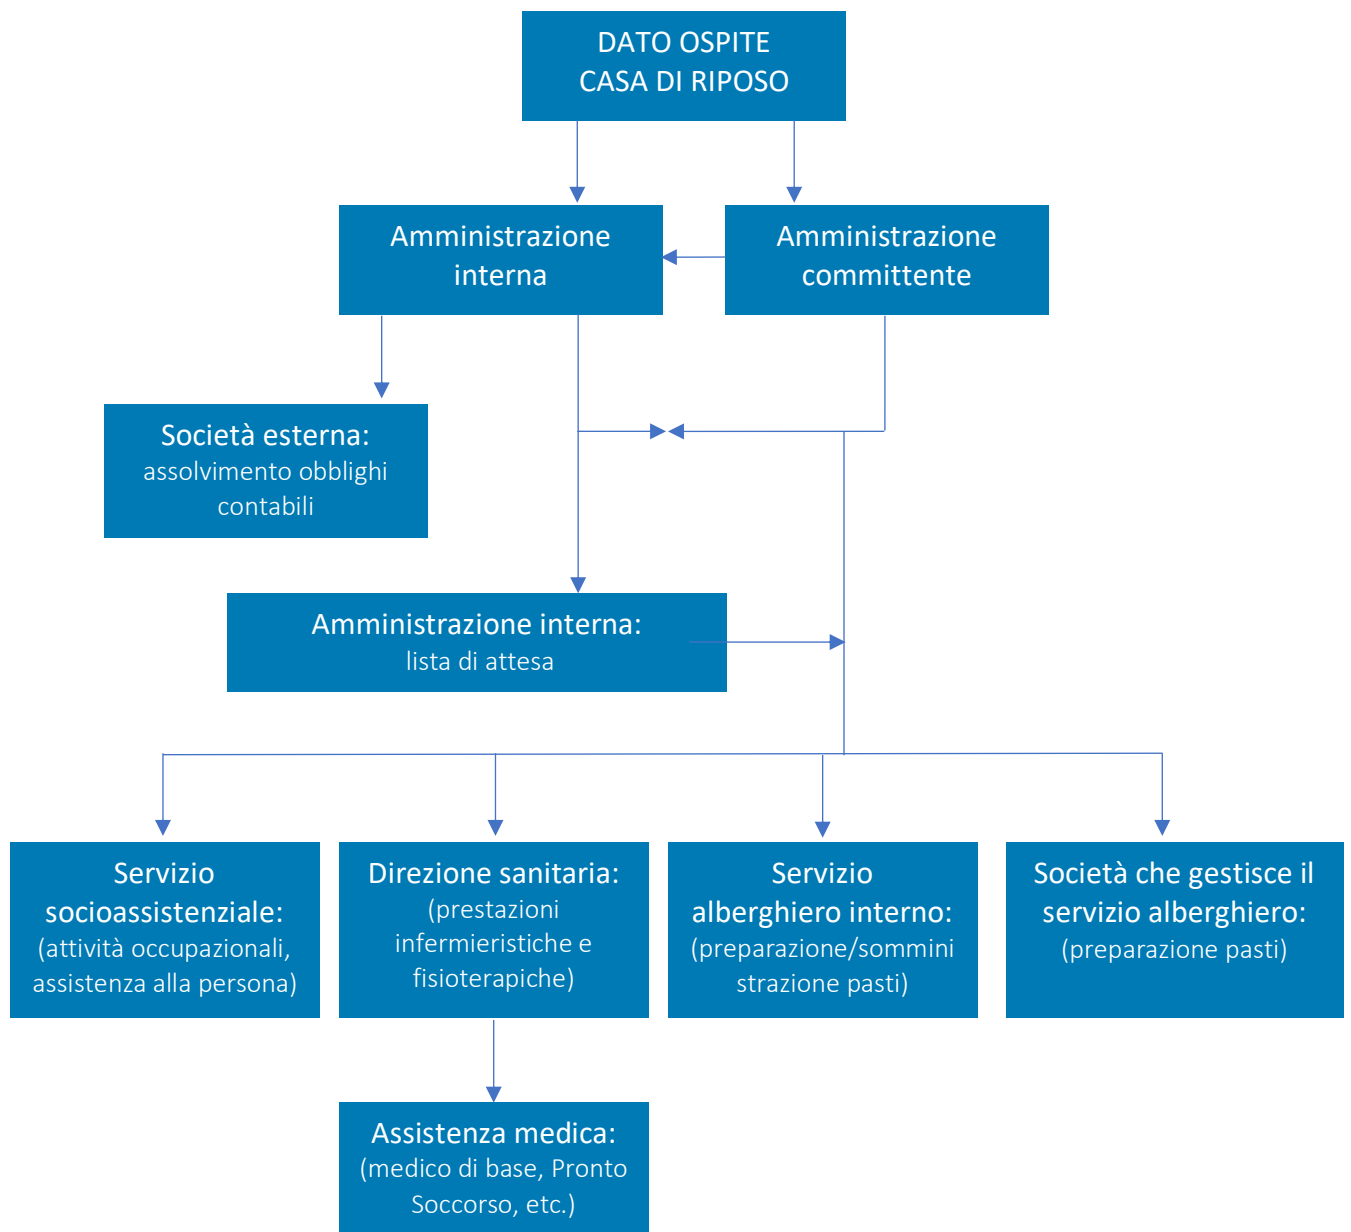 DATO OSPITE
CASA DI RIPOSO
Amministrazione
interna
Amministrazione
committente
Società esterna:
assolvimento obblighi
contabili
Amministrazione interna:
lista di attesa
Servizio
socioassistenziale:
(attività occupazionali,
assistenza alla persona)
Direzione sanitaria:
(prestazioni
infermieristiche e
fisioterapiche)
Servizio
alberghiero interno:
(preparazione/sommini
strazione pasti)
Società che gestisce il
servizio alberghiero:
(preparazione pasti)
Assistenza medica:
(medico di base, Pronto
Soccorso, etc.)